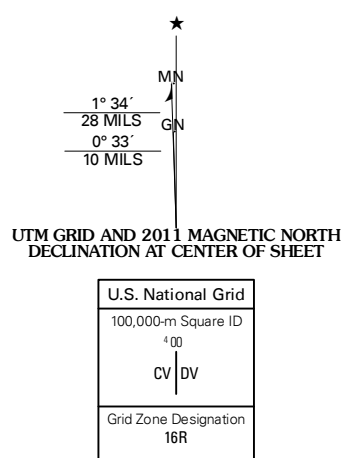 MN
1° 34´
28 MILS
GN
0° 33´
10 MILS
UTM GRID AND 2011 MAGNETIC NORTH
DECLINATION AT CENTER OF SHEET
U.S. National Grid
100,000-m Square ID
4 00
CV DV
Grid Zone Designation
16R